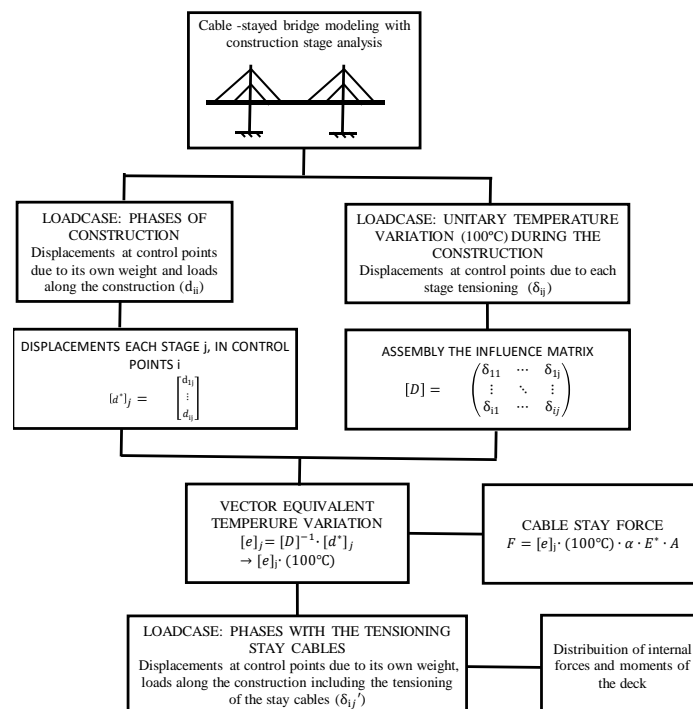 Cable -stayed bridge modeling with
construction stage analysis
LOADCASE: PHASES OF
CONSTRUCTION
Displacements at control points
due to its own weight and loads
along the construction (dᵢᵢ)
LOADCASE: UNITARY TEMPERATURE
VARIATION (100ºC) DURING THE
CONSTRUCTION
Displacements at control points due to each
stage tensioning (δᵢⱼ)
DISPLACEMENTS EACH STAGE j, IN CONTROL
POINTS i
[d*]ⱼ = [d₁ⱼ ⋮ dᵢⱼ]
ASSEMBLY THE INFLUENCE MATRIX
[D] = (δ₁₁ ⋯ δ₁ⱼ
⋮ ⋱ ⋮
δᵢ₁ ⋯ δᵢⱼ)
VECTOR EQUIVALENT
TEMPERURE VARIATION
[e]ⱼ = [D]⁻¹· [d*]ⱼ
→ [e]ⱼ· (100℃)
CABLE STAY FORCE
F = [e]ⱼ· (100℃) · α · E* · A
LOADCASE: PHASES WITH THE TENSIONING
STAY CABLES
Displacements at control points due to its own weight,
loads along the construction including the tensioning
of the stay cables (δᵢⱼ′)
Distribuition of internal
forces and moments of
the deck